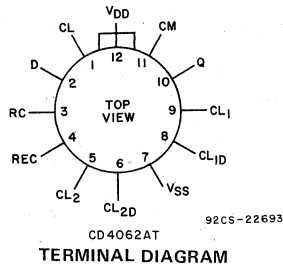 VDD
CL
CM
12
1
11
D
Q
2
10
RC
3
TOP
VIEW
9
CL1
REC
4
8
CL1D
5
6
7
CL2
CL2D
VSS
92CS-22693
CD4062AT
TERMINAL DIAGRAM